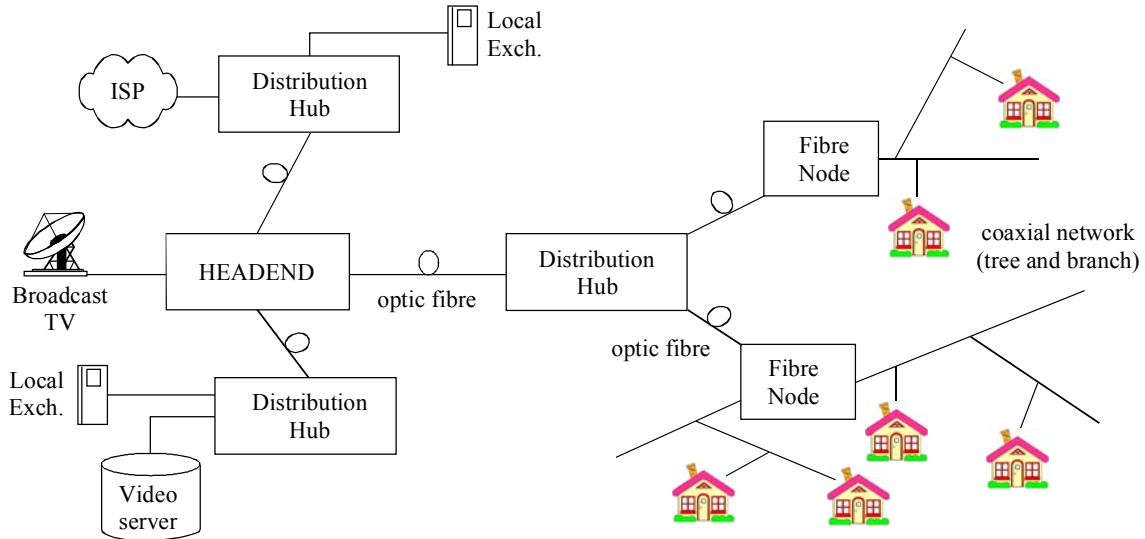 Local
Exch.
ISP
Distribution
Hub
Fibre
Node
HEADEND
Broadcast
TV
optic fibre
Distribution
Hub
coaxial network
(tree and branch)
optic fibre
Fibre
Node
Local
Exch.
Distribution
Hub
Video
server